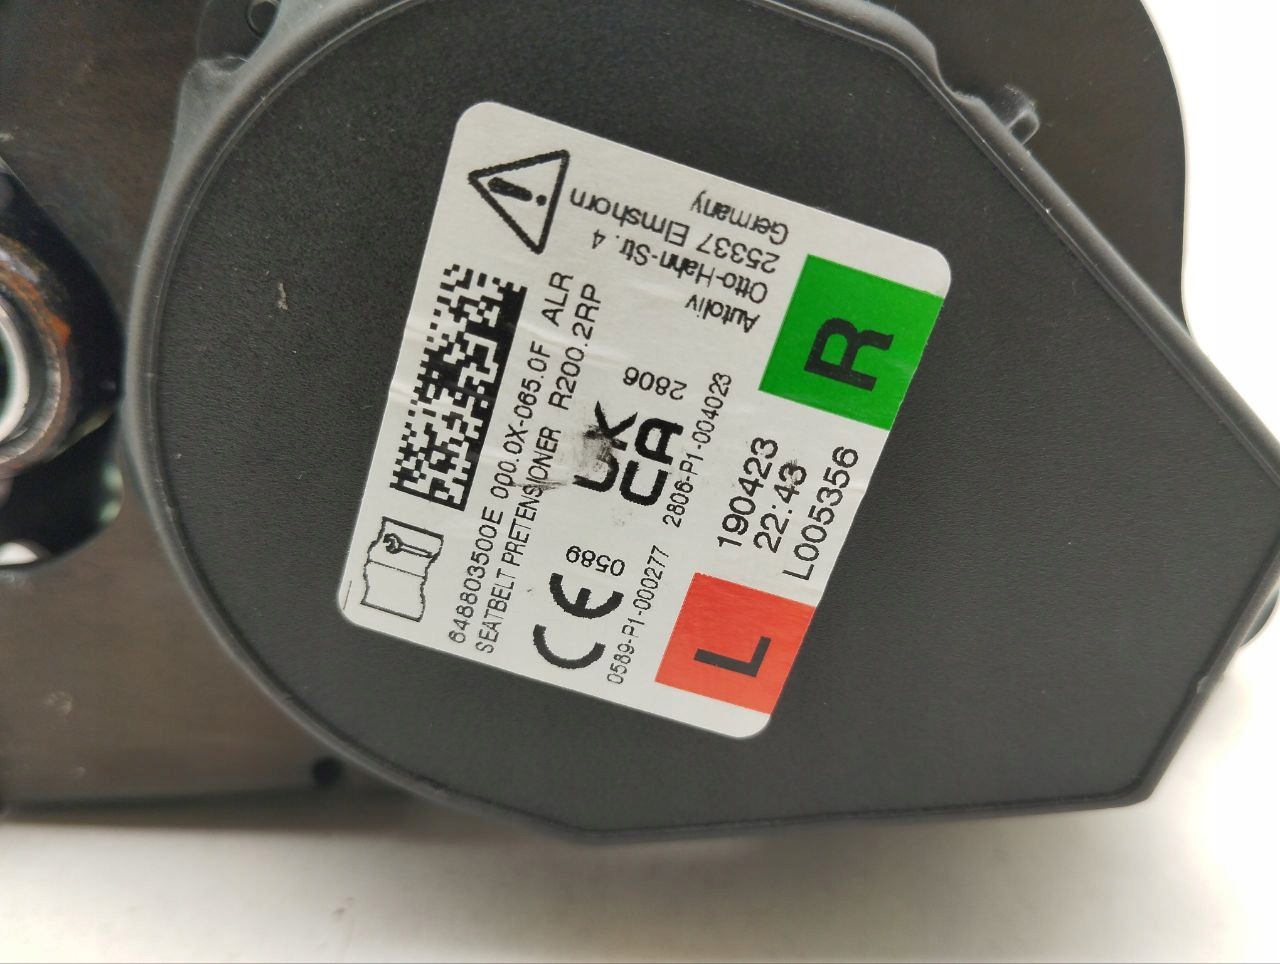 648803500E 000.0X-065.0F ALR
SEATBELT PRETENSIONER R200.2RP
CE
0589
UK
CA
2806
0589-P1-000277
2806-P1-004023
Autoliv
Otto-Hahn-Str. 4
25337 Elmshorn
Germany
L
190423
22:43
L005356
R